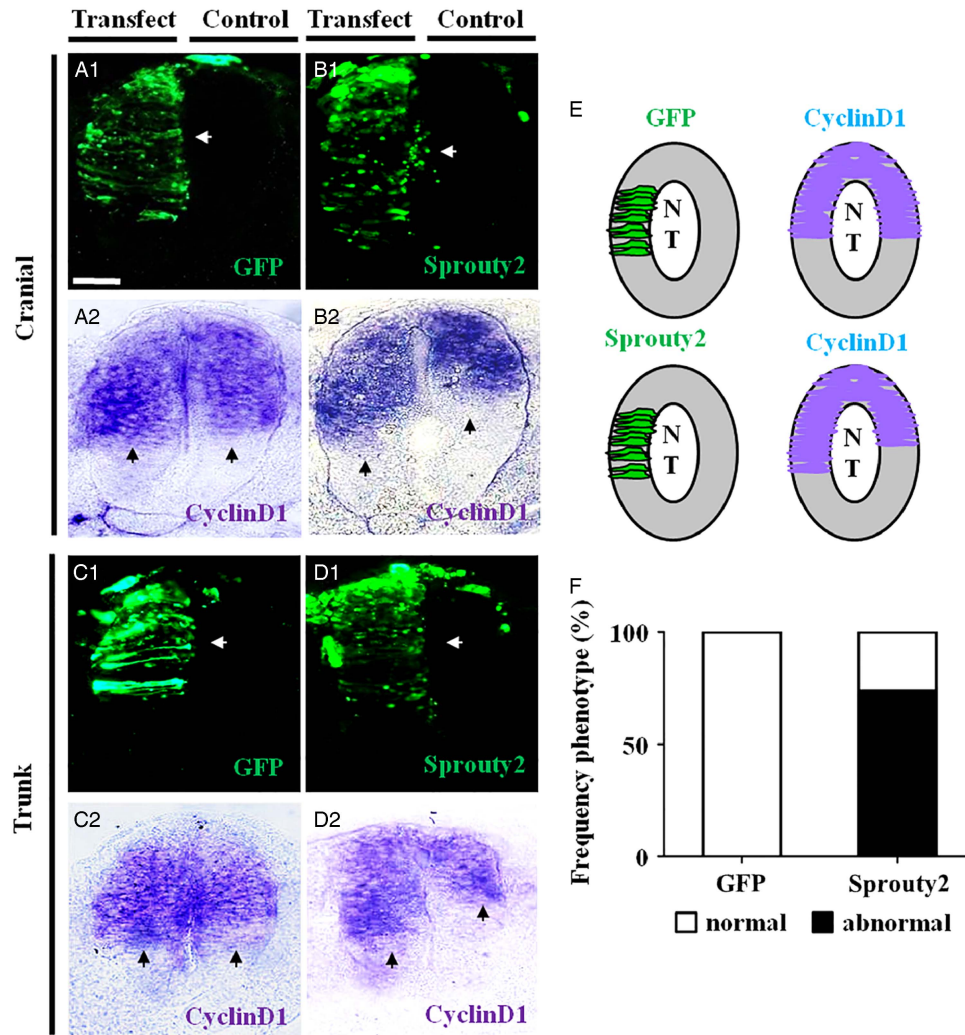 Transfect Control Transfect Control
Cranial
A1
GFP
B1
Sprouty2
A2
CyclinD1
B2
CyclinD1
Trunk
C1
GFP
D1
Sprouty2
C2
CyclinD1
D2
CyclinD1
E
GFP CyclinD1
N
T
N
T
Sprouty2 CyclinD1
N
T
N
T
F
Frequency phenotype (%)
100
50
0
GFP Sprouty2
normal abnormal